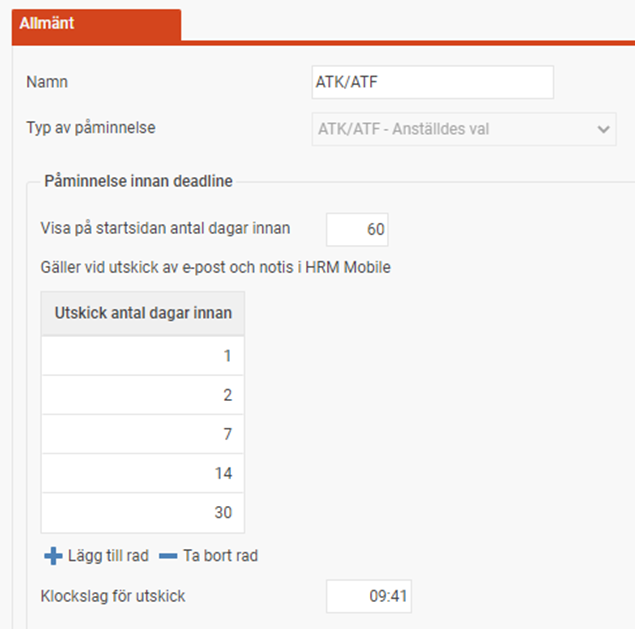 Allmänt
Namn ATK/ATF
Typ av påminnelse ATK/ATF - Anställdes val
Påminnelse innan deadline
Visa på startsidan antal dagar innan 60
Gäller vid utskick av e-post och notis i HRM Mobile
Utskick antal dagar innan
1
2
7
14
30
Lägg till rad Ta bort rad
Klockslag för utskick 09:41